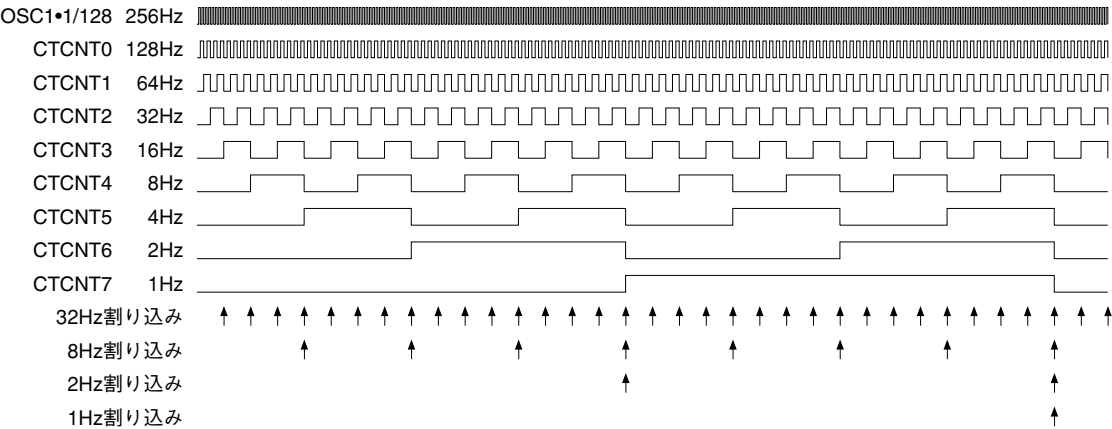 OSC1•1/128 256Hz
CTCNT0 128Hz
CTCNT1 64Hz
CTCNT2 32Hz
CTCNT3 16Hz
CTCNT4 8Hz
CTCNT5 4Hz
CTCNT6 2Hz
CTCNT7 1Hz
32Hz割り込み
8Hz割り込み
2Hz割り込み
1Hz割り込み